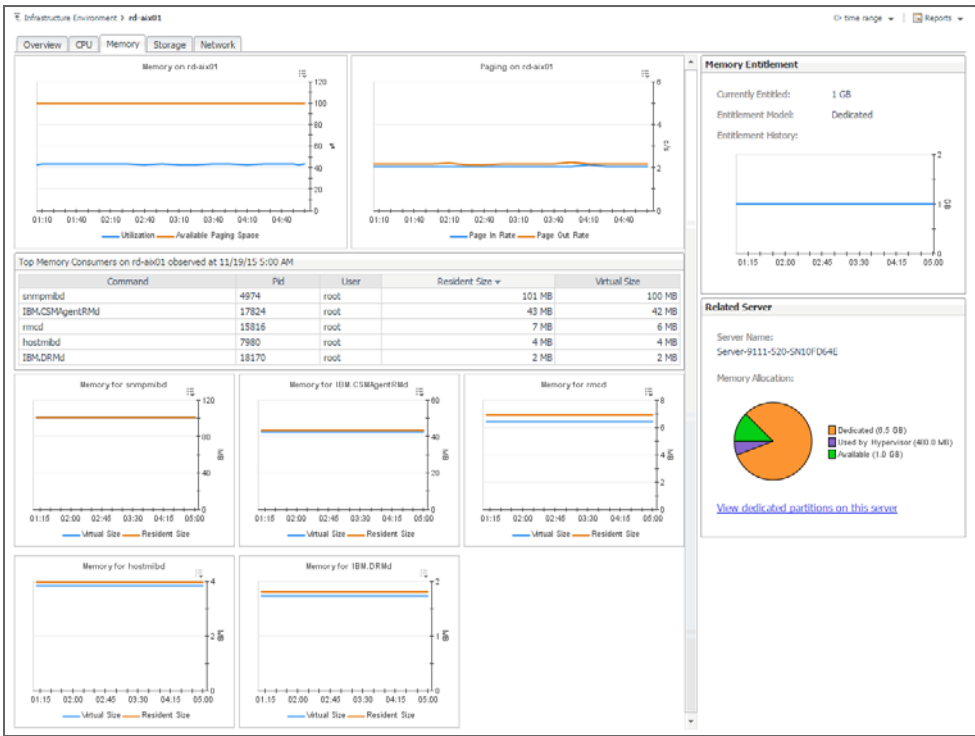 Infrastructure Environment > rd-aix01
time range
Reports
Overview CPU Memory Storage Network
Memory on rd-aix01
120
100
80
60
40
20
0
%
01:10 01:40 02:10 02:40 03:10 03:40 04:10 04:40
Utilization Available Paging Space
Paging on rd-aix01
6
4
2
0
c/s
01:10 01:40 02:10 02:40 03:10 03:40 04:10 04:40
Page In Rate Page Out Rate
Top Memory Consumers on rd-aix01 observed at 11/19/15 5:00 AM
Command Pid User Resident Size Virtual Size
snmpmibd 4974 root 101 MB 100 MB
IBM.CSMAgentRMd 17824 root 43 MB 42 MB
rmcd 15816 root 7 MB 6 MB
hostmibd 7980 root 4 MB 4 MB
IBM.DRMd 18170 root 2 MB 2 MB
Memory for snmpmibd
120
80
40
0
MB
01:15 02:00 02:45 03:30 04:15 05:00
Virtual Size Resident Size
Memory for IBM.CSMAgentRMd
60
40
20
0
MB
01:15 02:00 02:45 03:30 04:15 05:00
Virtual Size Resident Size
Memory for rmcd
8
6
4
2
0
MB
01:15 02:00 02:45 03:30 04:15 05:00
Virtual Size Resident Size
Memory for hostmibd
4
2
0
MB
01:15 02:00 02:45 03:30 04:15 05:00
Virtual Size Resident Size
Memory for IBM.DRMd
2
1
0
MB
01:15 02:00 02:45 03:30 04:15 05:00
Virtual Size Resident Size
Memory Entitlement
Currently Entitled: 1 GB
Entitlement Model: Dedicated
Entitlement History:
2
1
0
GB
01:15 02:00 02:45 03:30 04:15 05:00
Related Server
Server Name:
Server-9111-520-SN10FD64E
Memory Allocation:
Dedicated (6.5 GB)
Used by Hypervisor (400.0 MB)
Available (1.0 GB)
View dedicated partitions on this server